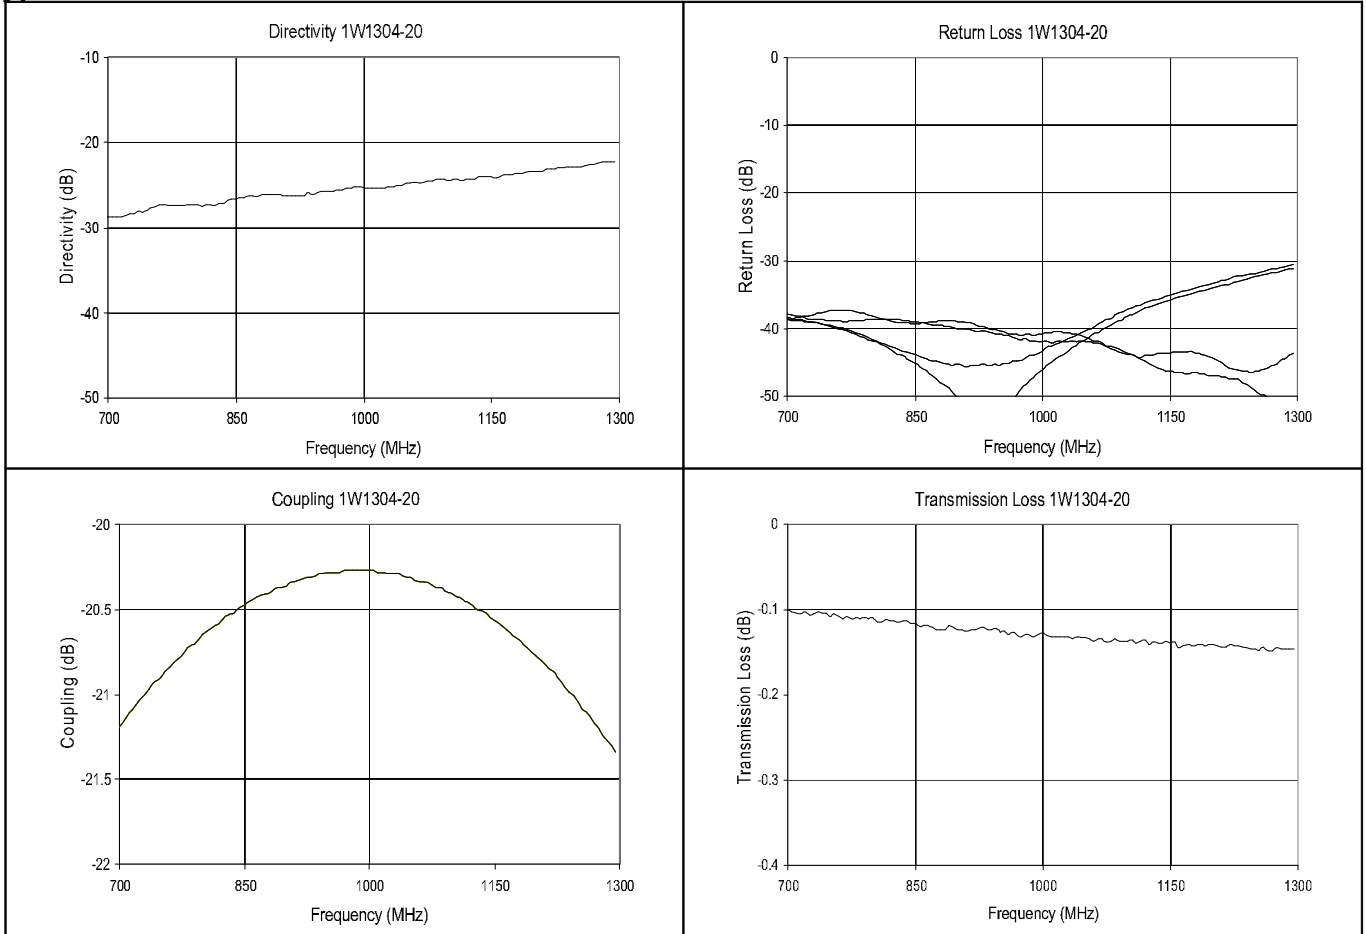 Directivity 1W1304-20
-10
-20
-30
-40
-50
Directivity (dB)
700 850 1000 1150 1300
Frequency (MHz)
Return Loss 1W1304-20
0
-10
-20
-30
-40
-50
Return Loss (dB)
700 850 1000 1150 1300
Frequency (MHz)
Coupling 1W1304-20
-20
-20.5
-21
-21.5
-22
Coupling (dB)
700 850 1000 1150 1300
Frequency (MHz)
Transmission Loss 1W1304-20
0
-0.1
-0.2
-0.3
-0.4
Transmission Loss (dB)
700 850 1000 1150 1300
Frequency (MHz)